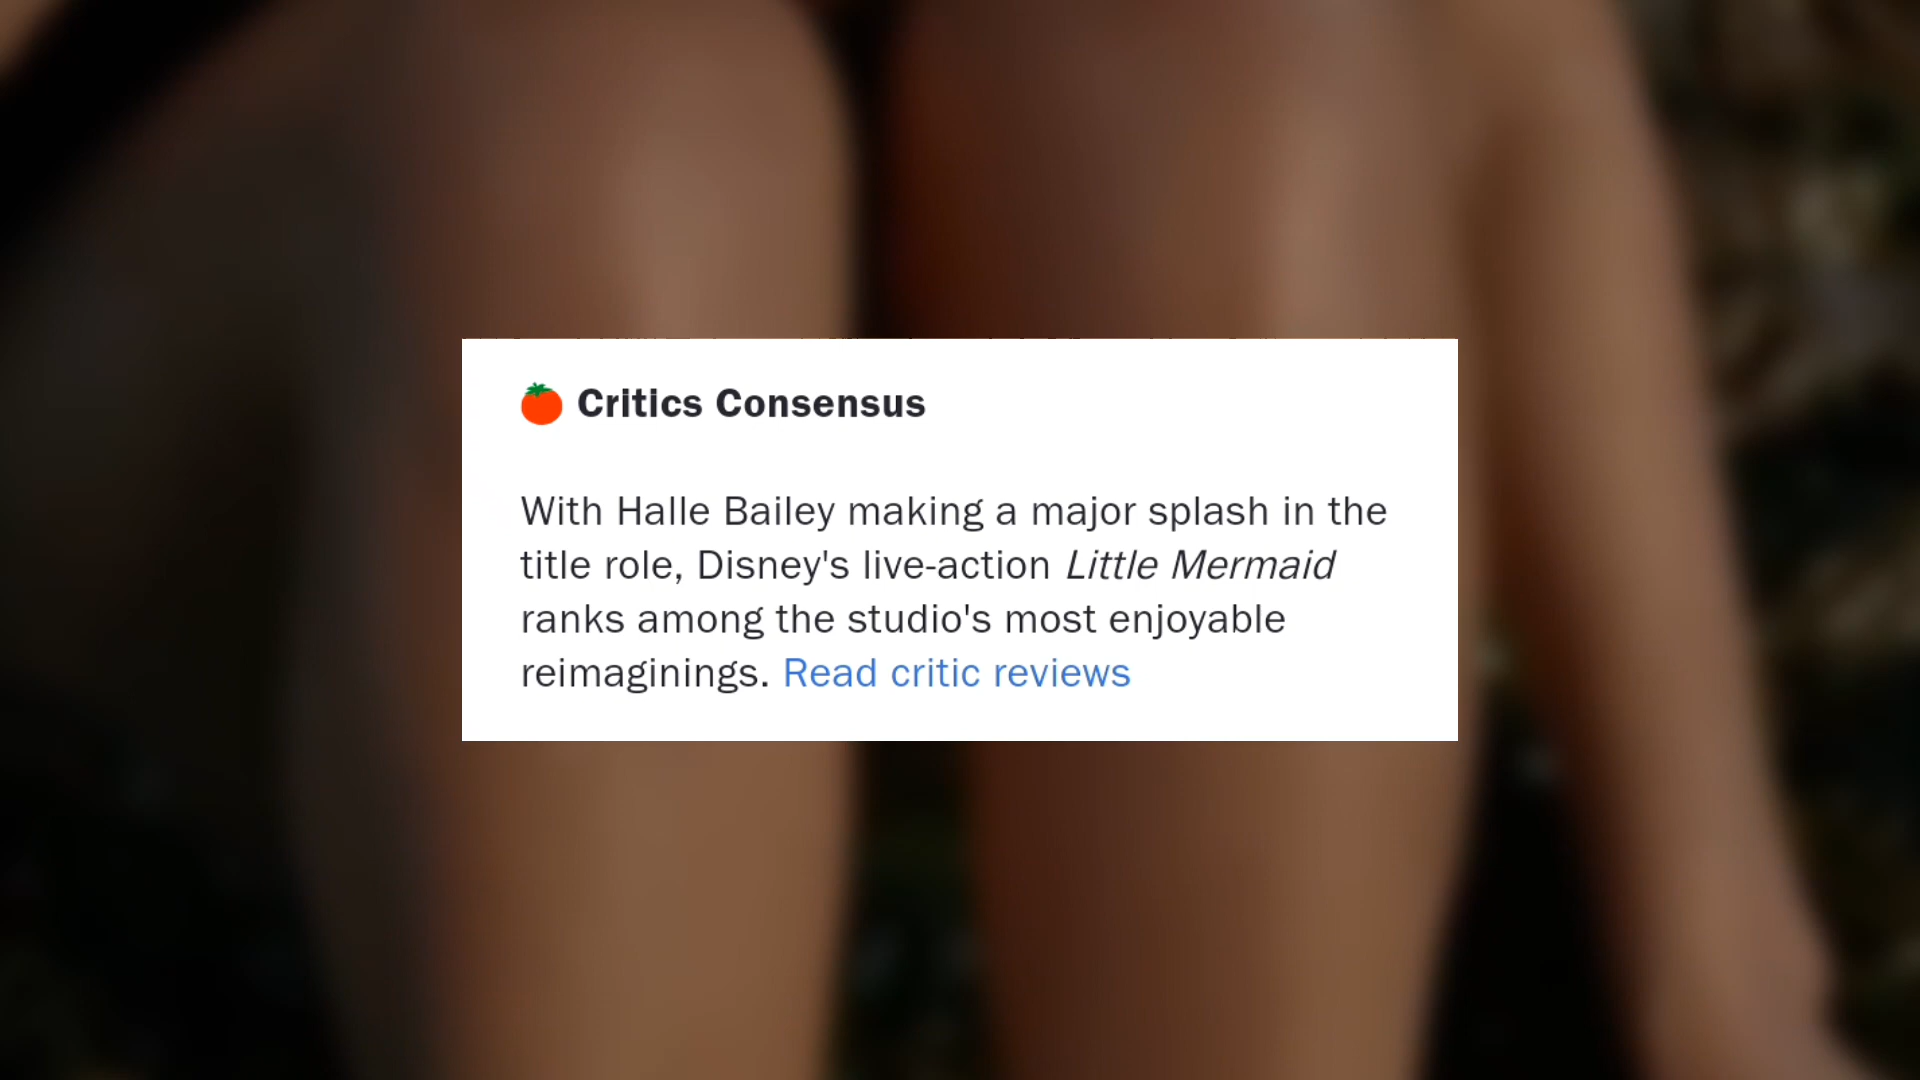 Critics Consensus
With Halle Bailey making a major splash in the
title role, Disney's live-action Little Mermaid
ranks among the studio's most enjoyable
reimaginings. Read critic reviews